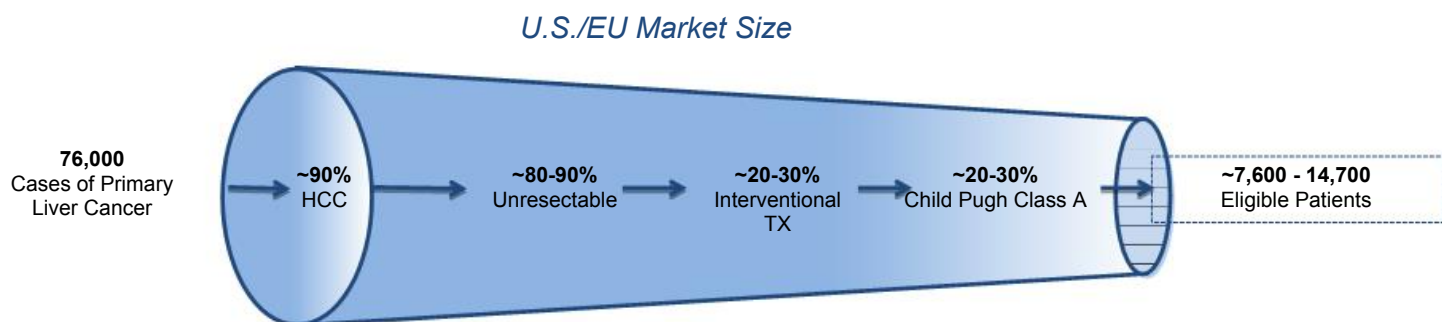 U.S./EU Market Size
76,000
Cases of Primary
Liver Cancer
~90%
HCC
~80-90%
Unresectable
~20-30%
Interventional
TX
~20-30%
Child Pugh Class A
~7,600 - 14,700
Eligible Patients